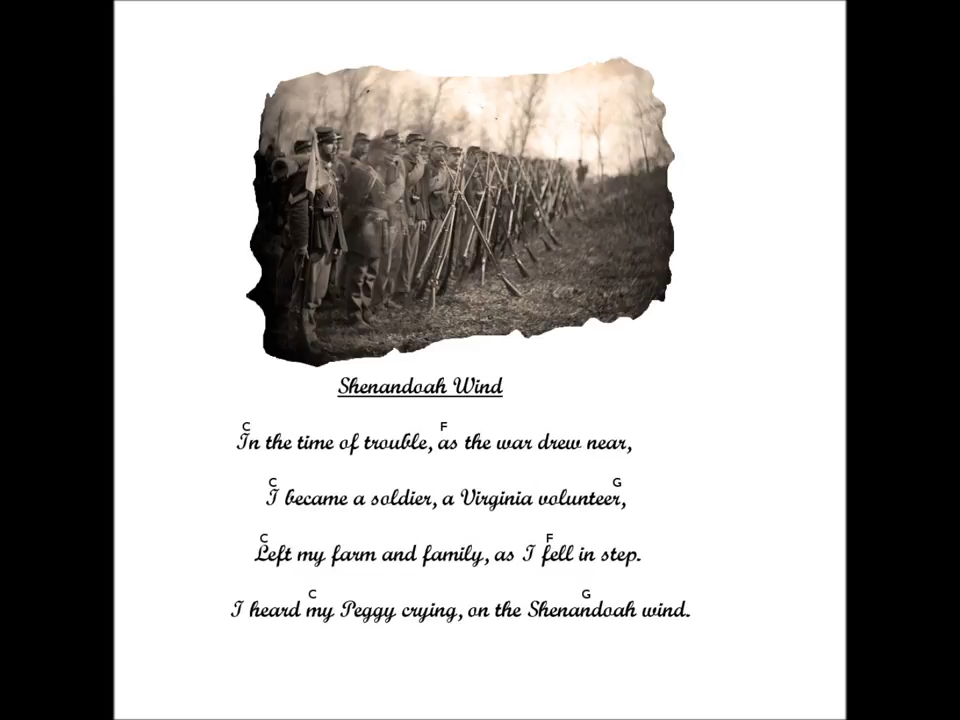 Shenandoah Wind
C F
In the time of trouble, as the war drew near,
C G
I became a soldier, a Virginia volunteer,
C F
Left my farm and family, as I fell in step.
C G
I heard my Peggy crying, on the Shenandoah wind.